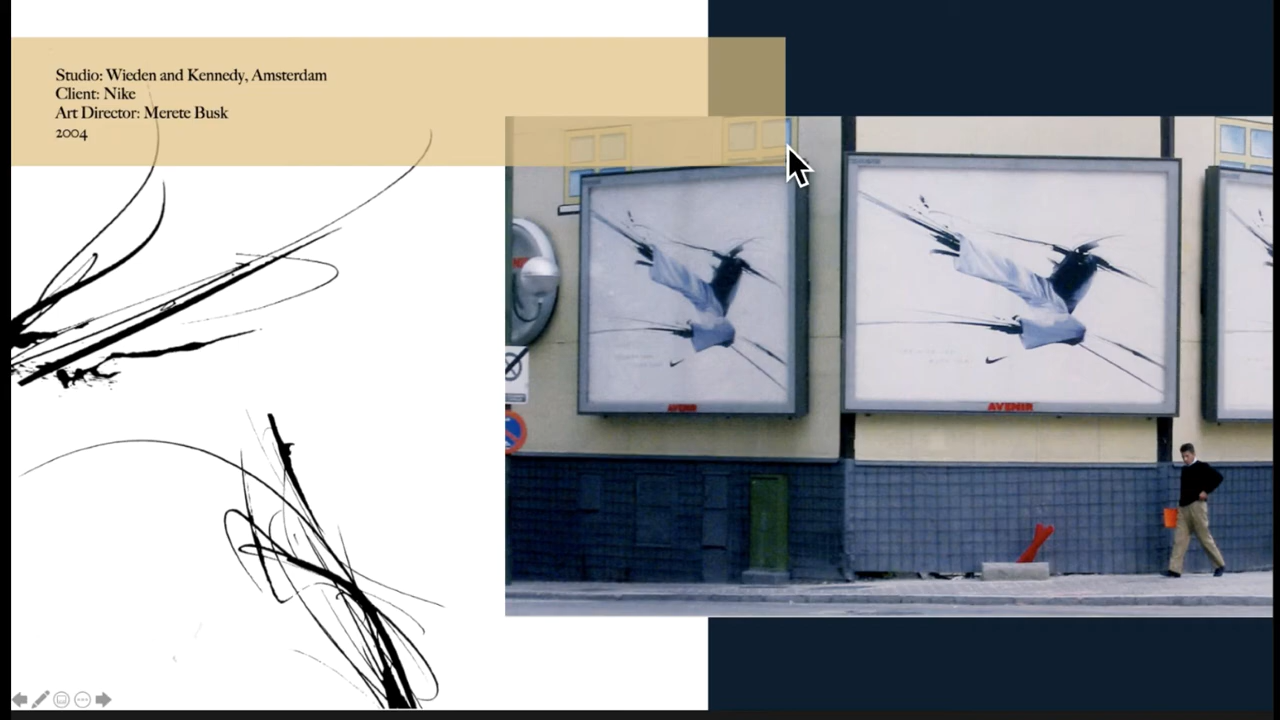 Studio: Wieden and Kennedy, Amsterdam
Client: Nike
Art Director: Merete Busk
2004
AVENIR
AVENIR